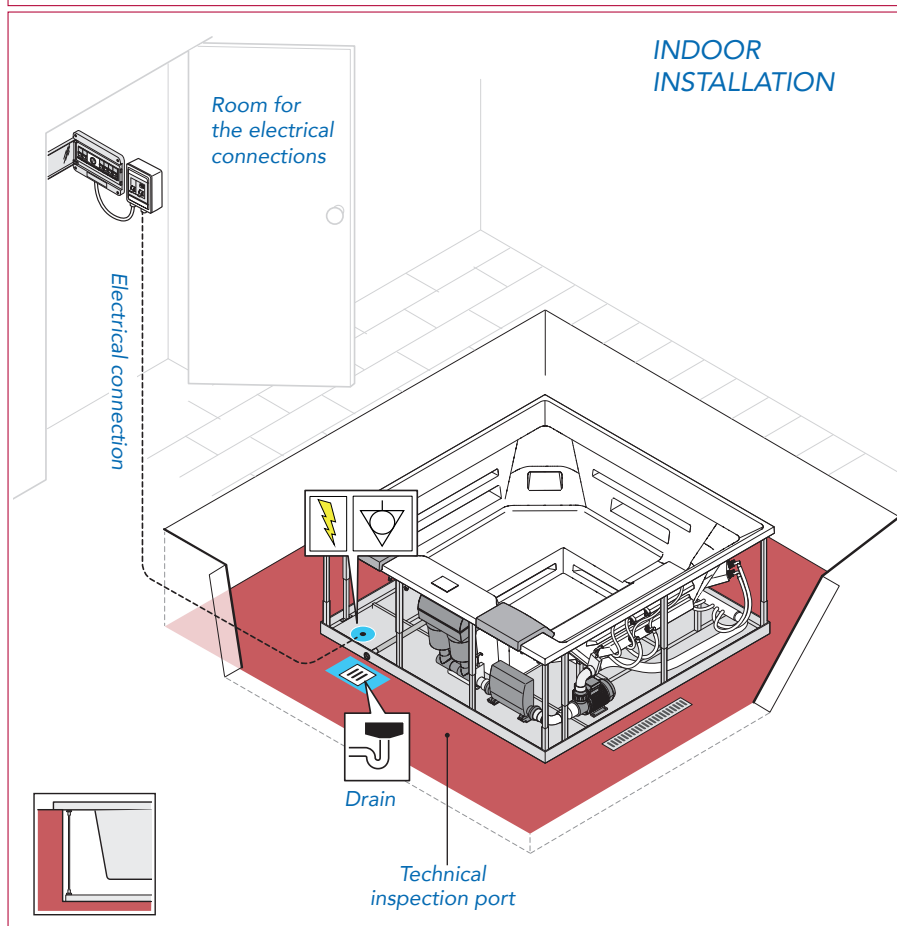 INDOOR
INSTALLATION
Room for
the electrical
connections
Electrical connection
Drain
Technical
inspection port